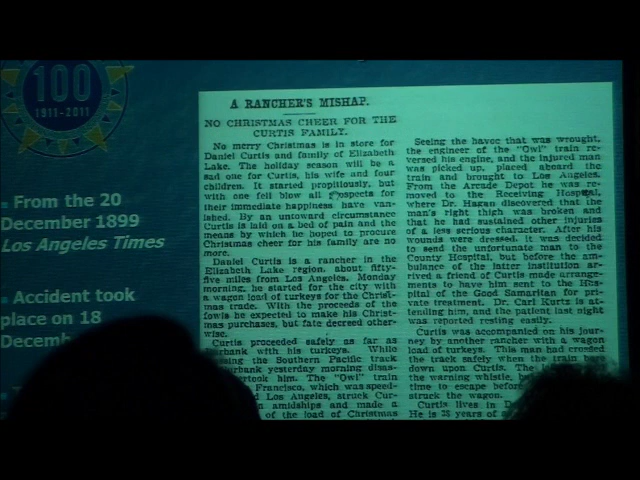 100
1911-2011
From the 20
December 1899
Los Angeles Times
Accident took
place on 18
Decemb
A RANCHER'S MISHAP.
NO CHRISTMAS CHEER FOR THE
CURTIS FAMILY.
No merry Christmas is in store for
Daniel Curtis and family of Elizabeth
Lake. The holiday season will be a
sad one for Curtis, his wife and four
children. It started propitiously, but
with one fell blow all prospects for
their immediate happiness have van-
ished. By an untoward circumstance
Curtis is laid on a bed of pain and the
means by which he hoped to procure
Christmas cheer for his family are no
more.
Daniel Curtis is a rancher in the
Elizabeth Lake region, about fifty-
five miles from Los Angeles. Monday
morning, he started for the city with
a wagon load of turkeys for the Christ-
mas trade. With the proceeds of the
fowls he expected to make his Christ-
mas purchases, but fate decreed other-
wise.
Curtis proceeded safely as far as
urbank with his turkeys. While
ssing the Southern Pacific track
urbank yesterday morning disas-
ertook him. The "Owl" train
Francisco, which was speed-
d Los Angeles, struck Cur-
amidships and made a
of the load of Christmas
Seeing the havoc that was wrought,
the engineer of the "Owl" train re-
versed his engine, and the injured man
was picked up, placed aboard the
train and brought to Los Angeles.
From the Arcade Depot he was re-
moved to the Receiving Hospital,
where Dr. Hagan discovered that the
man's right thigh was broken and
that he had sustained other injuries
of a less serious character. After his
wounds were dressed, it was decided
to send the unfortunate man to the
County Hospital, but before the am-
bulance of the latter institution ar-
rived a friend of Curtis made arrange-
ments to have him sent to the Hos-
pital of the Good Samaritan for pri-
vate treatment. Dr. Carl Kurtz is at-
tending him, and the patient last night
was reported resting easily.
Curtis was accompanied on his jour-
ney by another rancher with a wagon
load of turkeys. This man had crossed
the track safely when the train bore
down upon Curtis. The
the warning whistle, bu
time to escape before
struck the wagon.
Curtis lives in D
He is 38 years of a